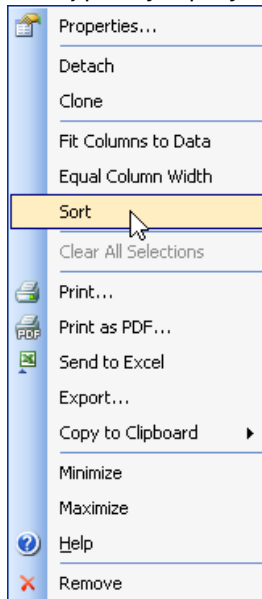 Properties...
Detach
Clone
Fit Columns to Data
Equal Column Width
Sort
Clear All Selections
Print...
PDF
Print as PDF...
Send to Excel
Export...
Copy to Clipboard
Minimize
Maximize
Help
Remove